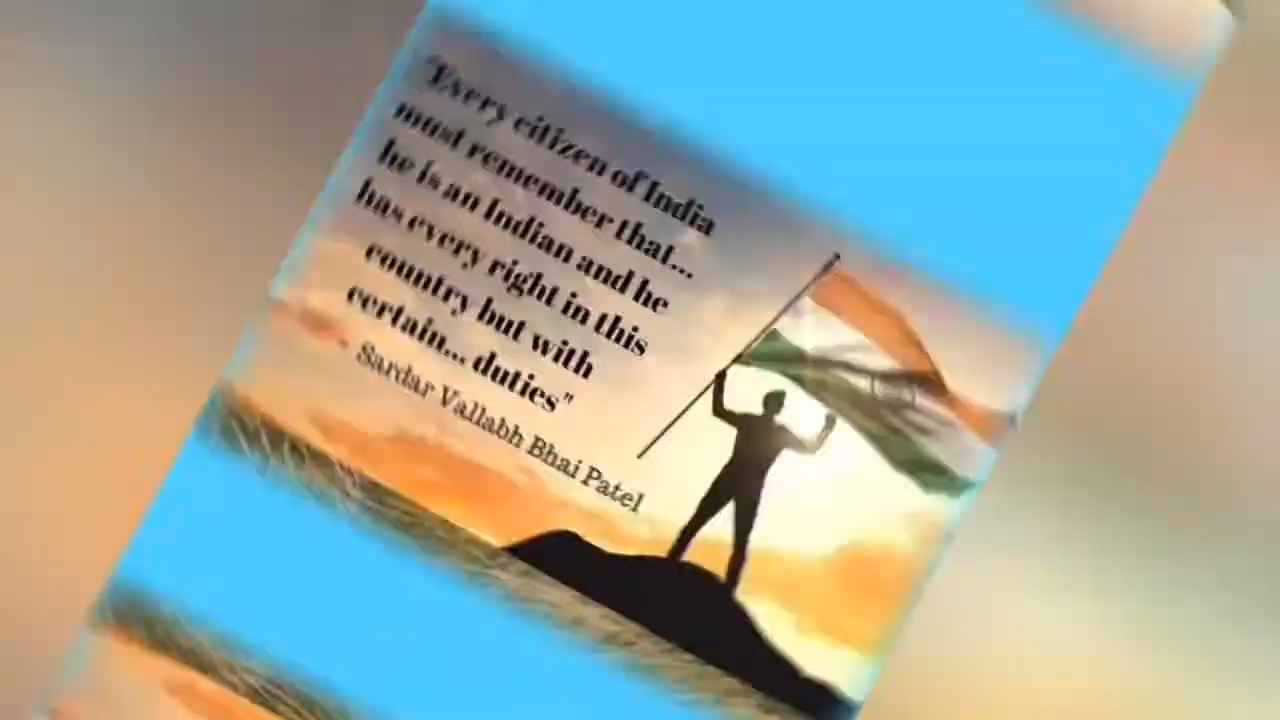 "Every citizen of India
must remember that...
he is an Indian and he
has every right in this
country but with
certain... duties"
- Sardar Vallabh Bhai Patel